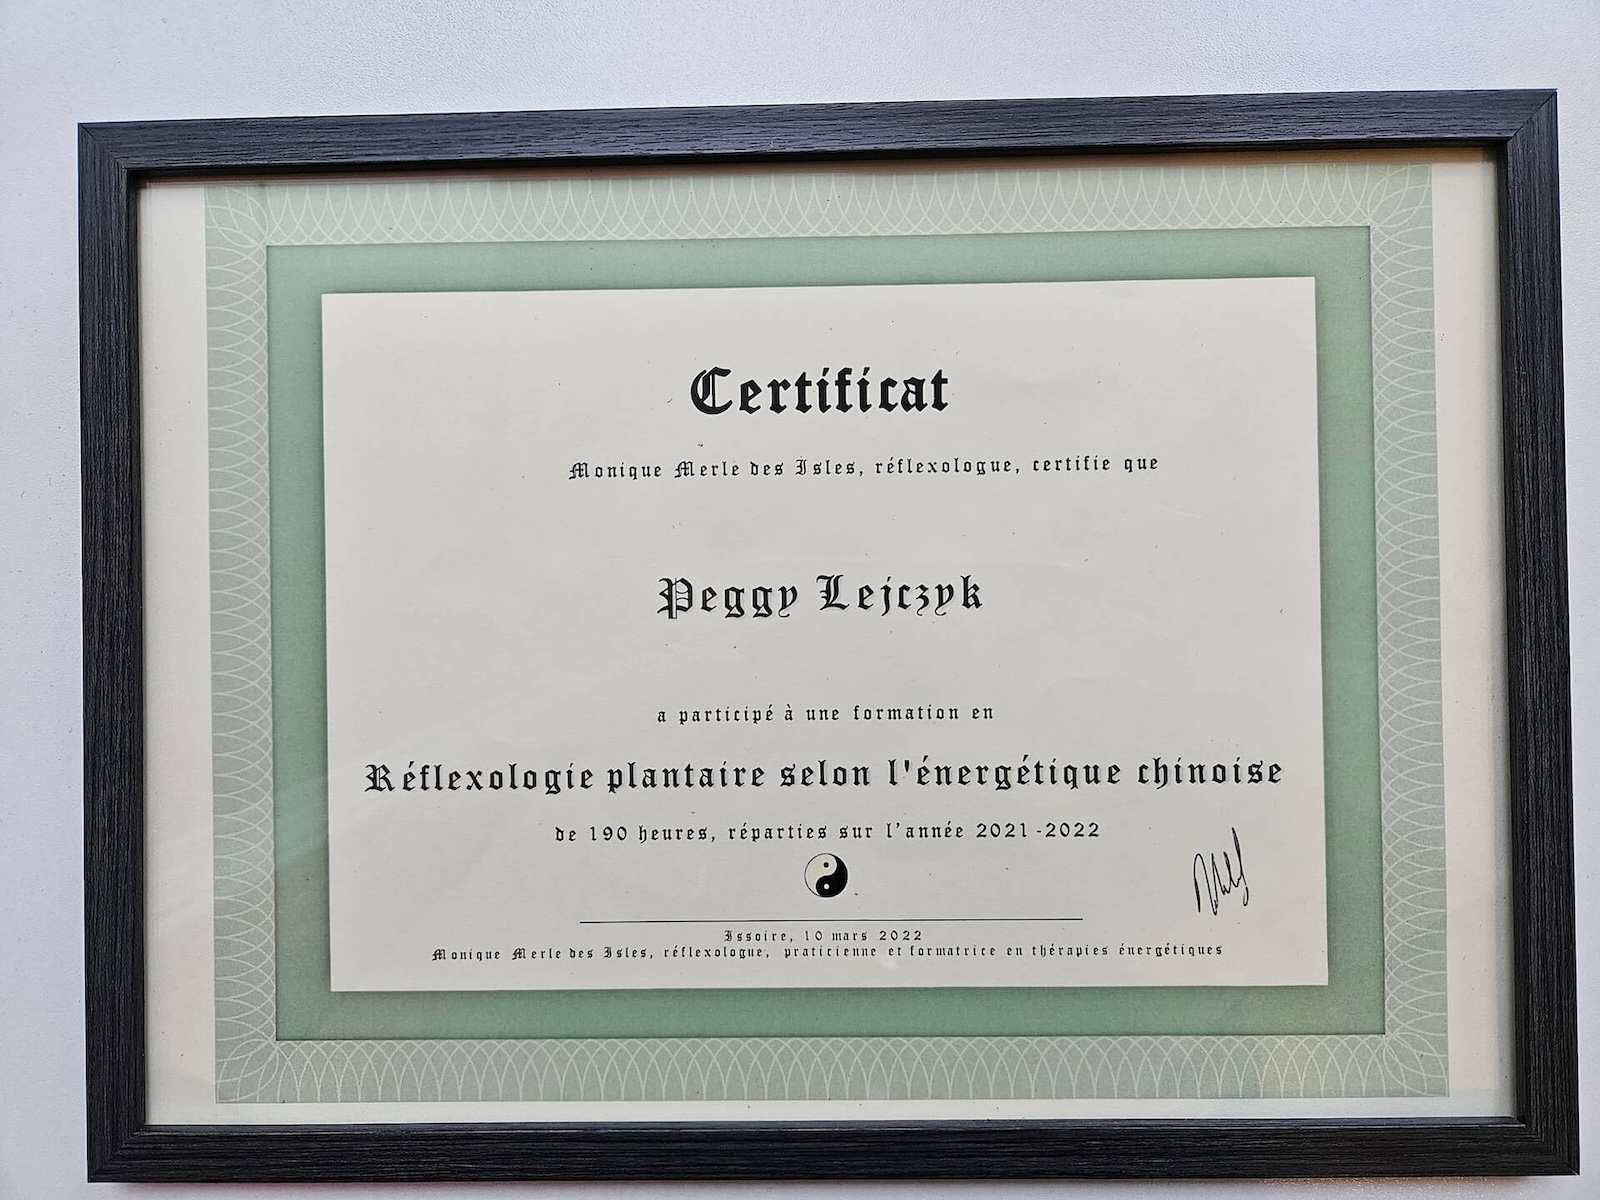 Certificat
Monique Merle des Isles, réflexologue, certifie que
Peggy Lejczyk
a participé à une formation en
Réflexologie plantaire selon l'énergétique chinoise
de 190 heures, réparties sur l'année 2021-2022
Issoire, 10 mars 2022
Monique Merle des Isles, réflexologue, praticienne et formatrice en thérapies énergétiques